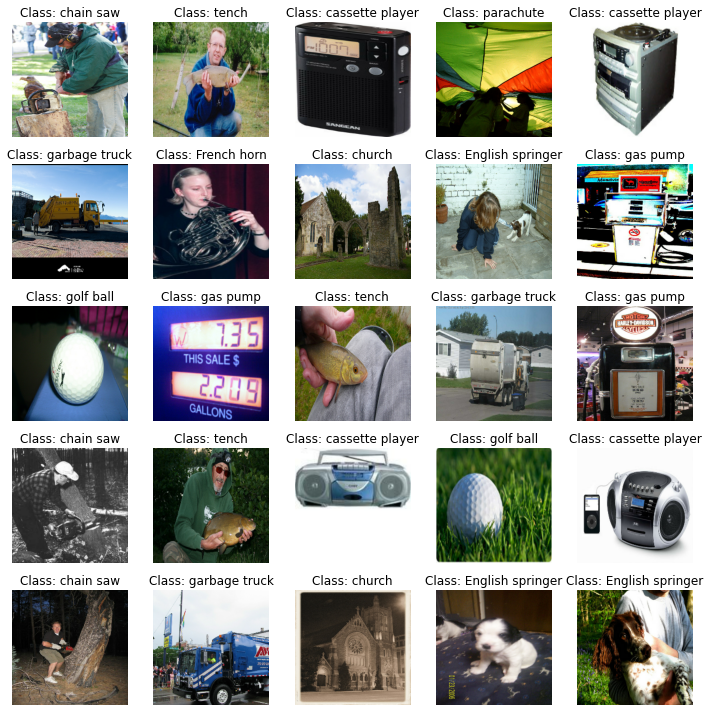 Class: chain saw
Class: tench
Class: cassette player
Class: parachute
Class: cassette player
SANGEAN
Class: garbage truck
Class: French horn
Class: church
Class: English springer
Class: gas pump
Class: golf ball
Class: gas pump
Class: tench
Class: garbage truck
Class: gas pump
7.35
THIS SALE $
2.209
GALLONS
HARLEY-DAVIDSON
Class: chain saw
Class: tench
Class: cassette player
Class: golf ball
Class: cassette player
Class: chain saw
Class: garbage truck
Class: church
Class: English springer
Class: English springer